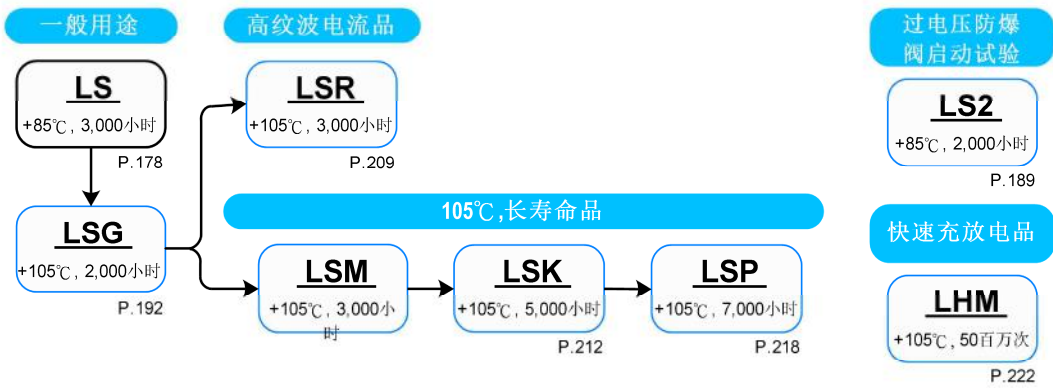 一般用途
LS
+85℃, 3,000小时
P.178
LSG
+105℃, 2,000小时
P.192
高纹波电流品
LSR
+105℃, 3,000小时
P.209
105℃,长寿命品
LSM
+105℃, 3,000小
时
LSK
+105℃, 5,000小时
P.212
LSP
+105℃, 7,000小时
P.218
过电压防爆
阀启动试验
LS2
+85℃, 2,000小时
P.189
快速充放电品
LHM
+105℃, 50百万次
P.222